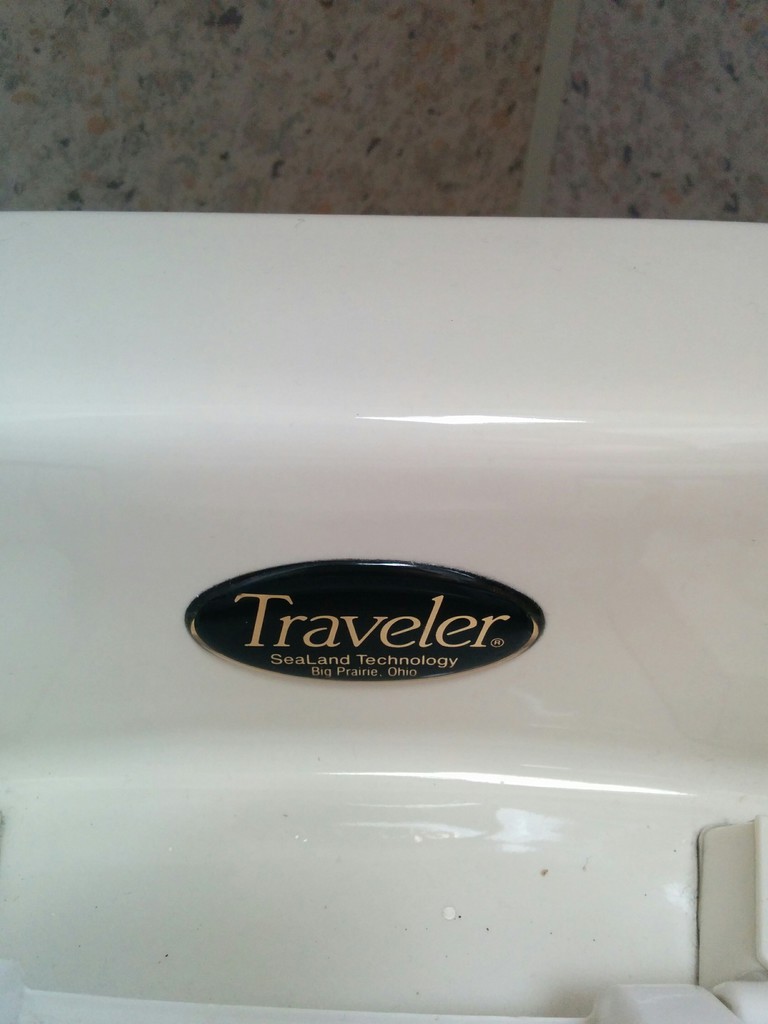 Traveler®
SeaLand Technology
Big Prairie, Ohio